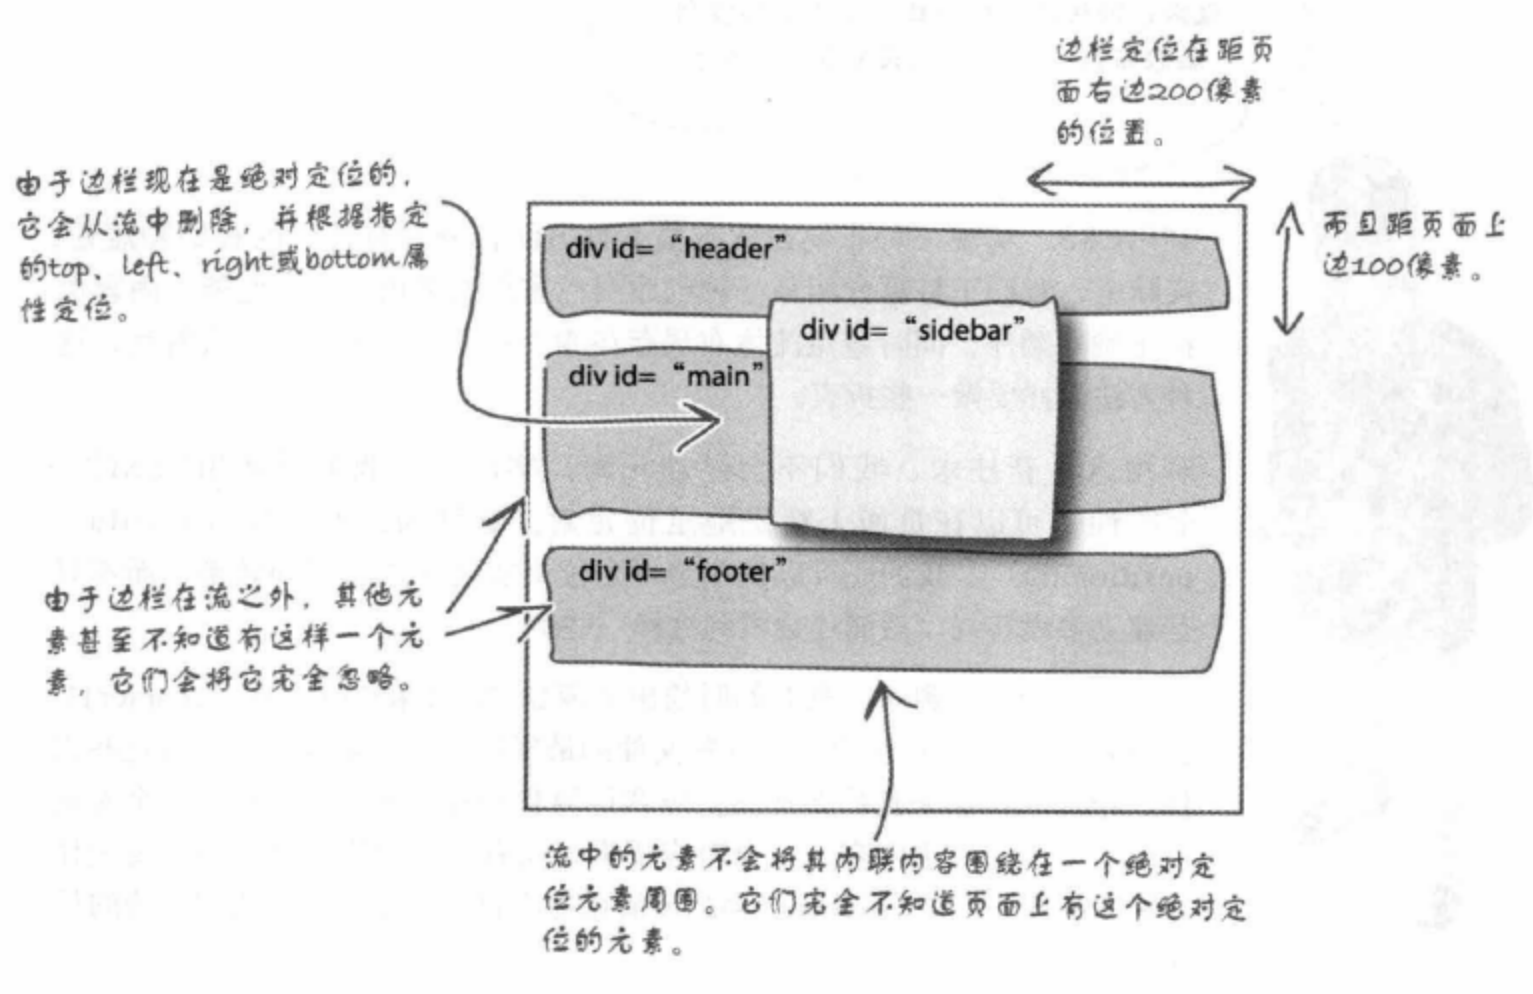 边栏定位在距页
面右边200像素
的位置。
由于边栏现在是绝对定位的，
它会从流中删除，并根据指定
的top、left、right或bottom属
性定位。
而且距页面上
边100像素。
div id= “header”
div id= “sidebar”
div id= “main”
div id= “footer”
由于边栏在流之外，其他元
素甚至不知道有这样一个元
素，它们会将它完全忽略。
流中的元素不会将其内联内容围绕在一个绝对定
位元素周围。它们完全不知道页面上有这个绝对定
位的元素。